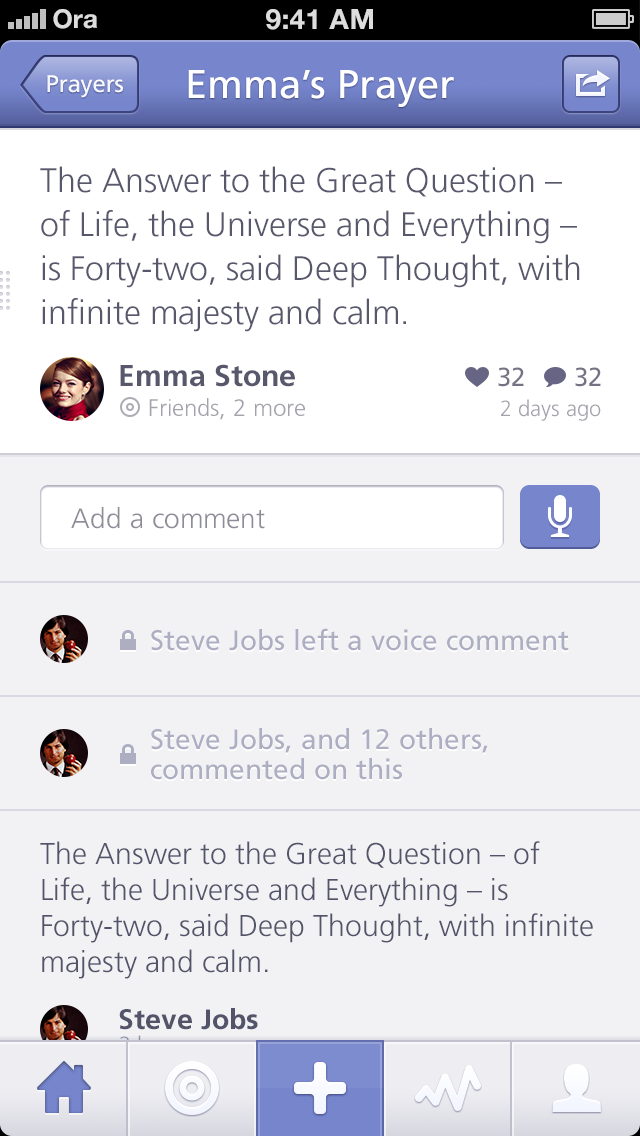 Ora 9:41 AM
Prayers Emma’s Prayer
The Answer to the Great Question –
of Life, the Universe and Everything –
is Forty-two, said Deep Thought, with
infinite majesty and calm.
Emma Stone 32 32
Friends, 2 more 2 days ago
Add a comment
Steve Jobs left a voice comment
Steve Jobs, and 12 others,
commented on this
The Answer to the Great Question – of
Life, the Universe and Everything – is
Forty-two, said Deep Thought, with infinite
majesty and calm.
Steve Jobs